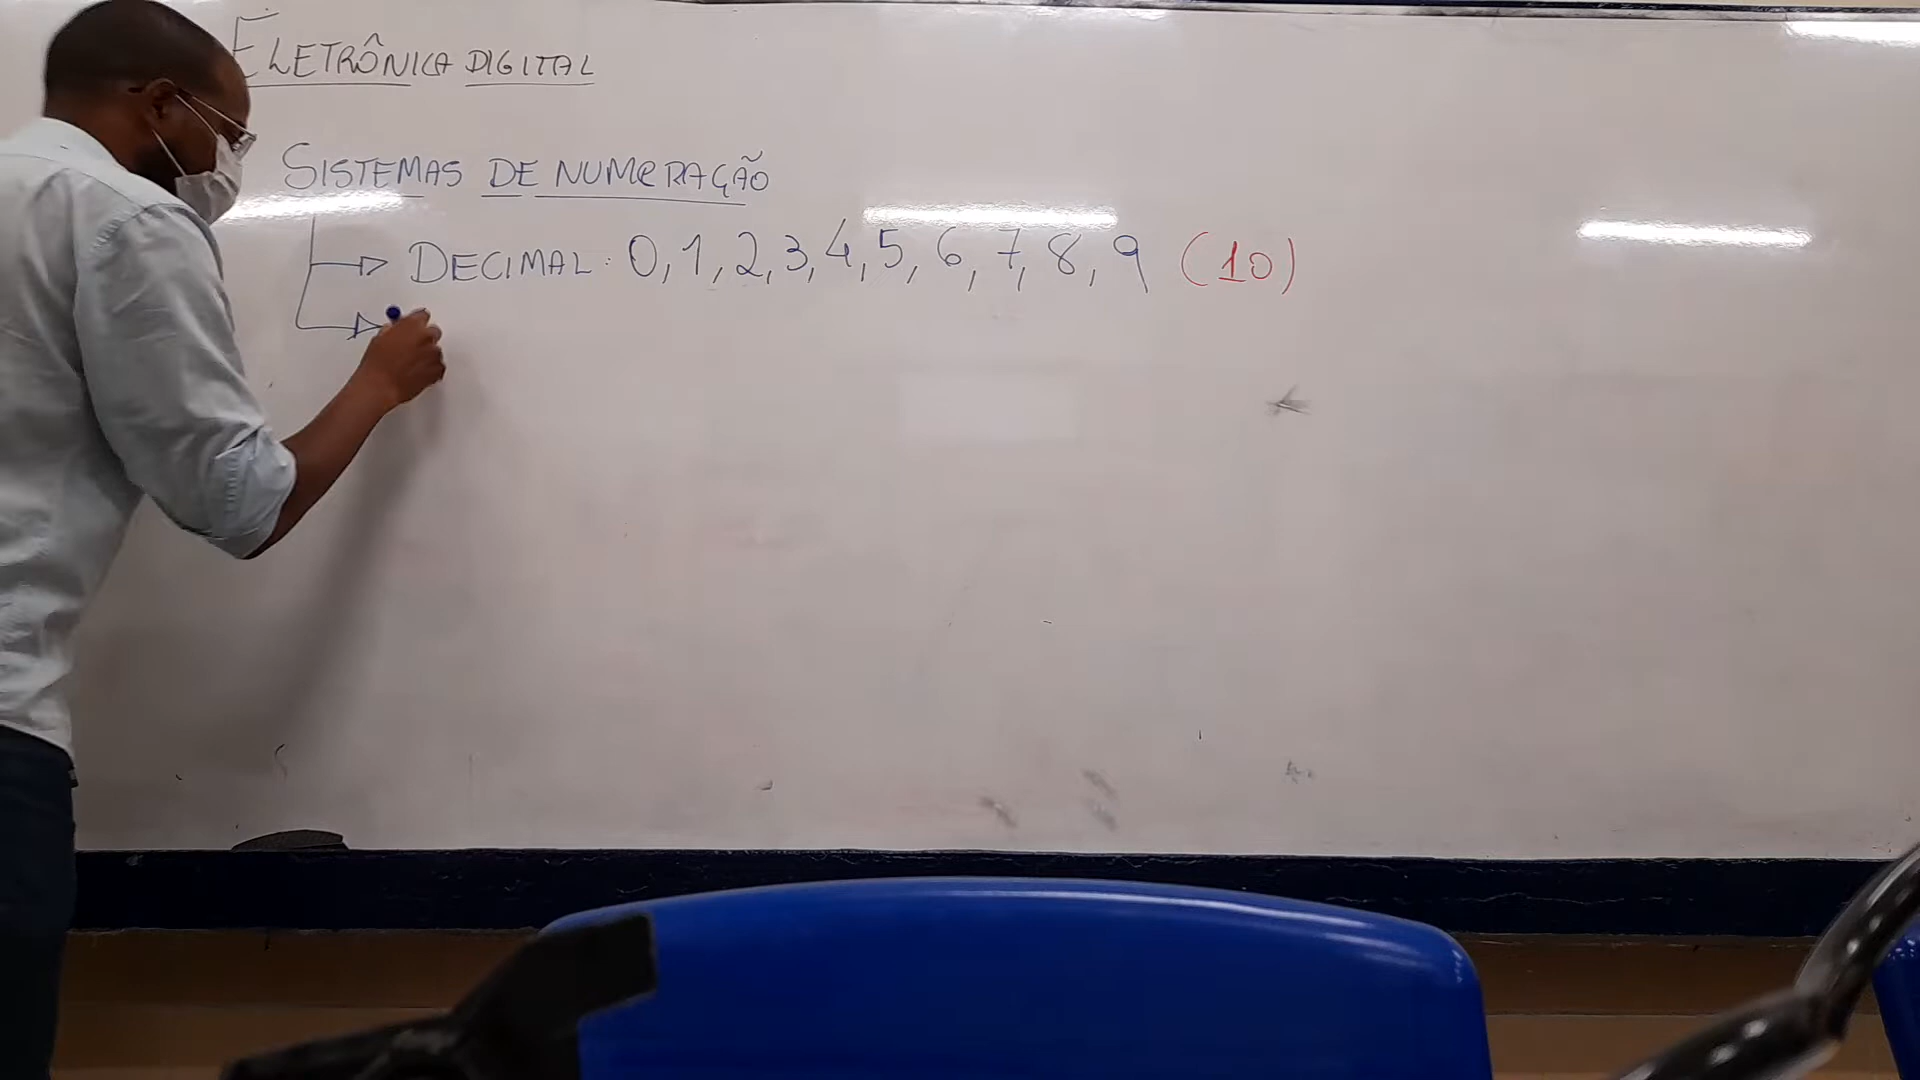 ELETRÔNICA DIGITAL
SISTEMAS DE NUMERAÇÃO
DECIMAL: 0, 1, 2, 3, 4, 5, 6, 7, 8, 9 (10)